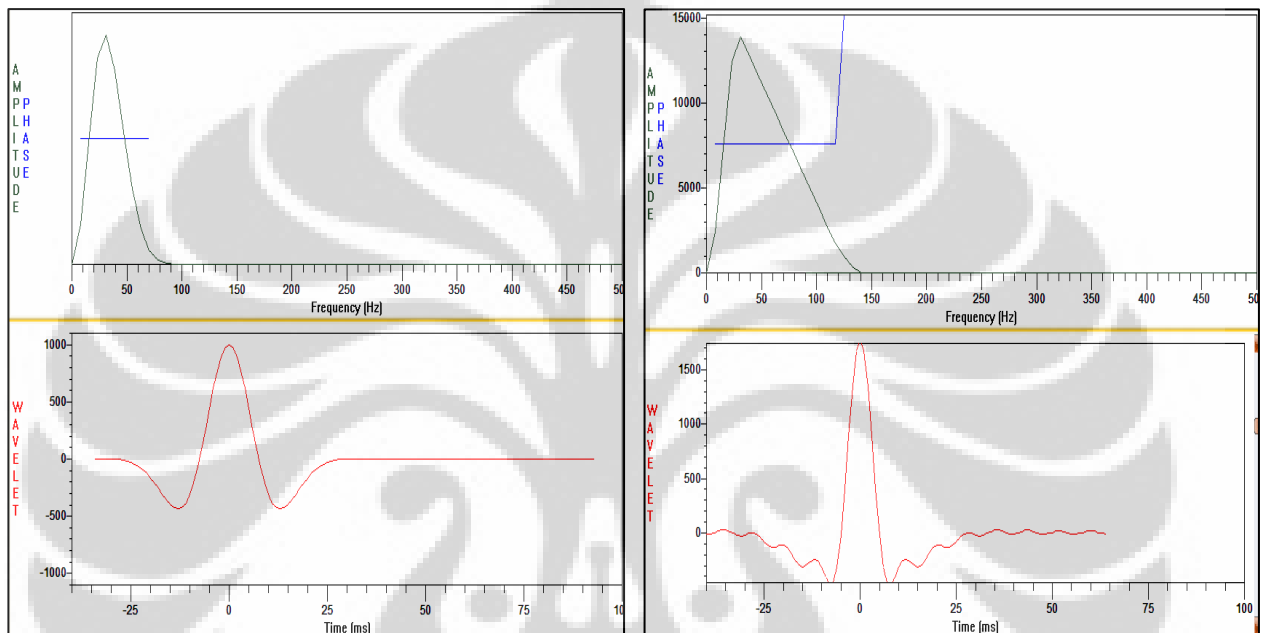 AMPLITUDE
PHASE
0 50 100 150 200 250 300 350 400 450 50
Frequency (Hz)
WAVELET
1000
500
0
-500
-1000
-25 0 25 50 75 10
Time (ms)
AMPLITUDE
PHASE
15000
10000
5000
0
0 50 100 150 200 250 300 350 400 450 50
Frequency (Hz)
WAVELET
1500
1000
500
0
-25 0 25 50 75 100
Time (ms)